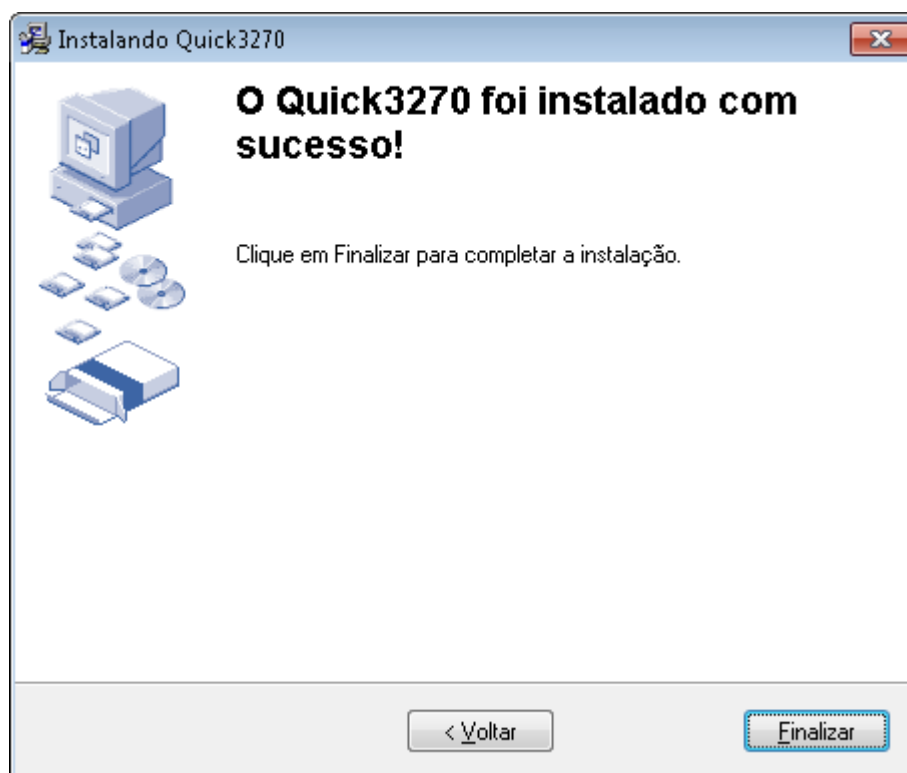 Instalando Quick3270
O Quick3270 foi instalado com
sucesso!
Clique em Finalizar para completar a instalação.
< Voltar
Finalizar